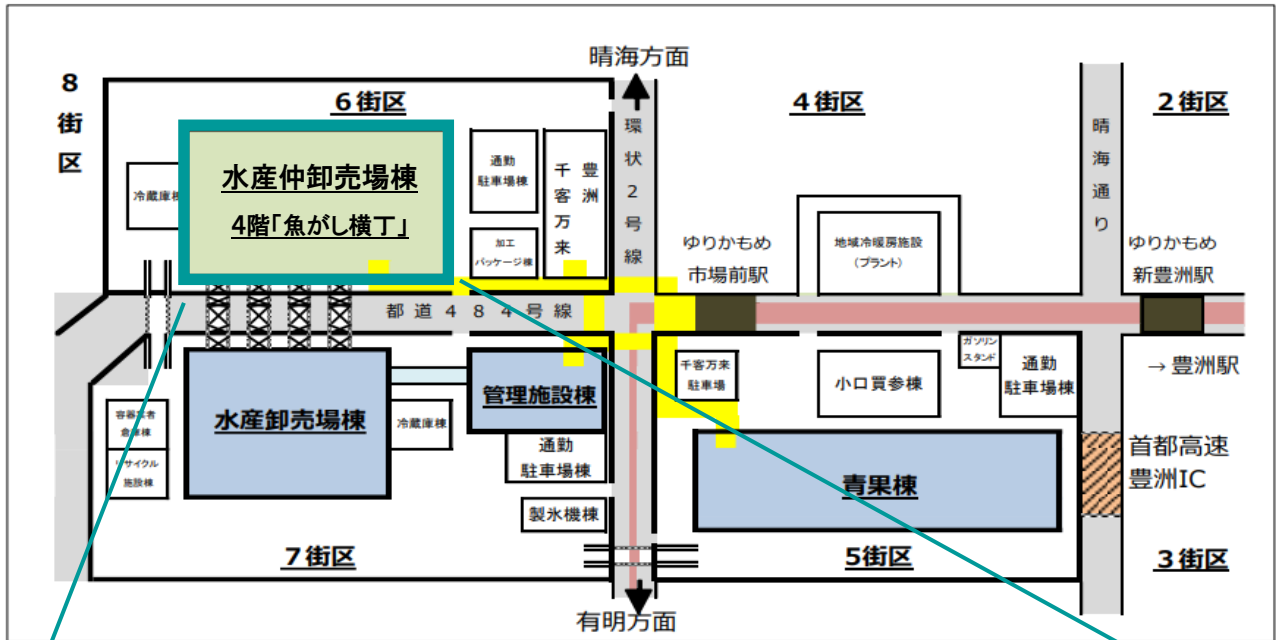 8
街
区
6街区
水産仲卸売場棟
4階「魚がし横丁」
冷蔵庫棟
通勤
駐車場棟
加工
パッケージ棟
豊洲
千客万来
晴海方面
環状2号線
4街区
ゆりかもめ
市場前駅
地域冷暖房施設
(プラント)
晴海通り
2街区
ゆりかもめ
新豊洲駅
都道484号線
→ 豊洲駅
水産卸売場棟
倉庫棟
リサイクル
施設棟
冷蔵庫棟
管理施設棟
通勤
駐車場棟
製氷機棟
7街区
有明方面
千客万来
駐車場
小口買参棟
ガソリン
スタンド
通勤
駐車場棟
青果棟
5街区
首都高速
豊洲IC
3街区